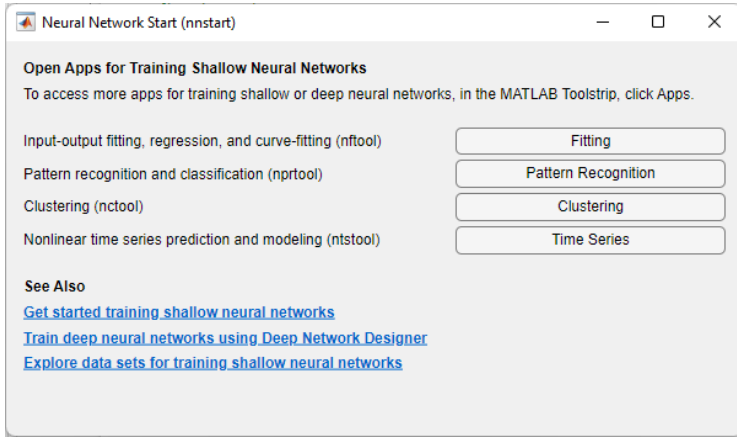 Neural Network Start (nnstart)
Open Apps for Training Shallow Neural Networks
To access more apps for training shallow or deep neural networks, in the MATLAB Toolstrip, click Apps.
Input-output fitting, regression, and curve-fitting (nftool) Fitting
Pattern recognition and classification (nprtool) Pattern Recognition
Clustering (nctool) Clustering
Nonlinear time series prediction and modeling (ntstool) Time Series
See Also
Get started training shallow neural networks
Train deep neural networks using Deep Network Designer
Explore data sets for training shallow neural networks